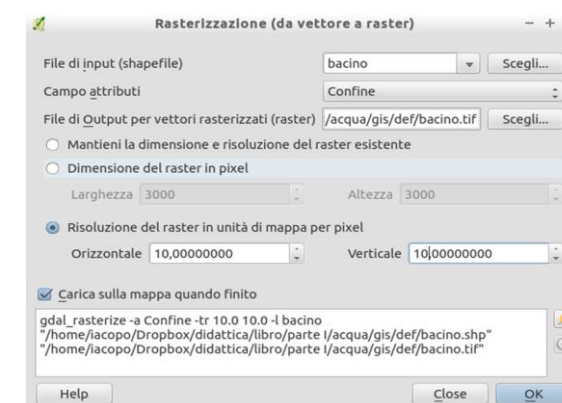 Rasterizzazione (da vettore a raster)
File di input (shapefile) bacino Scegli...
Campo attributi Confine
File di Output per vettori rasterizzati (raster) /acqua/gis/def/bacino.tif Scegli...
Mantieni la dimensione e risoluzione del raster esistente
Dimensione del raster in pixel
Larghezza 3000 Altezza 3000
Risoluzione del raster in unità di mappa per pixel
Orizzontale 10,00000000 Verticale 10,00000000
Carica sulla mappa quando finito
gdal_rasterize -a Confine -tr 10.0 10.0 -l bacino
"/home/iacopo/Dropbox/didattica/libro/parte I/acqua/gis/def/bacino.shp"
"/home/iacopo/Dropbox/didattica/libro/parte I/acqua/gis/def/bacino.tif"
Help Close OK